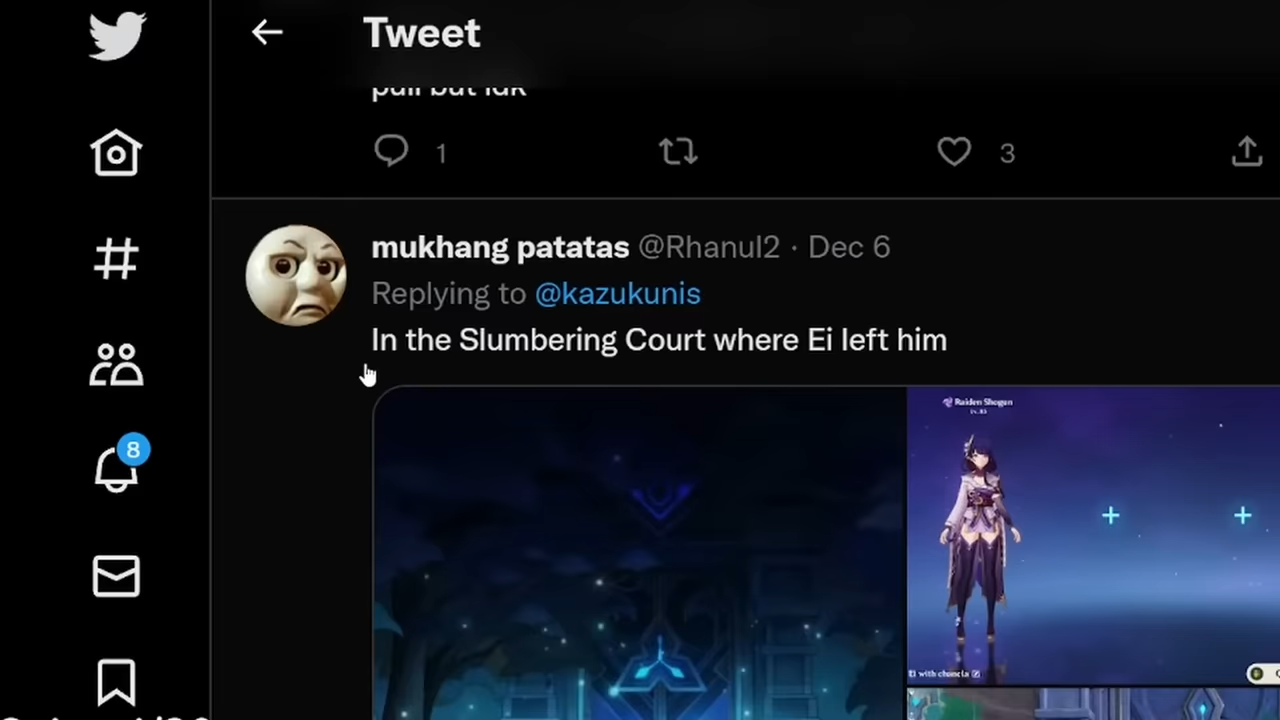 Tweet
pull but idk
1
3
mukhang patatas @Rhanul2 · Dec 6
Replying to @kazukunis
In the Slumbering Court where Ei left him
8
Raiden Shogun
Lv. 85
Ei with chancla